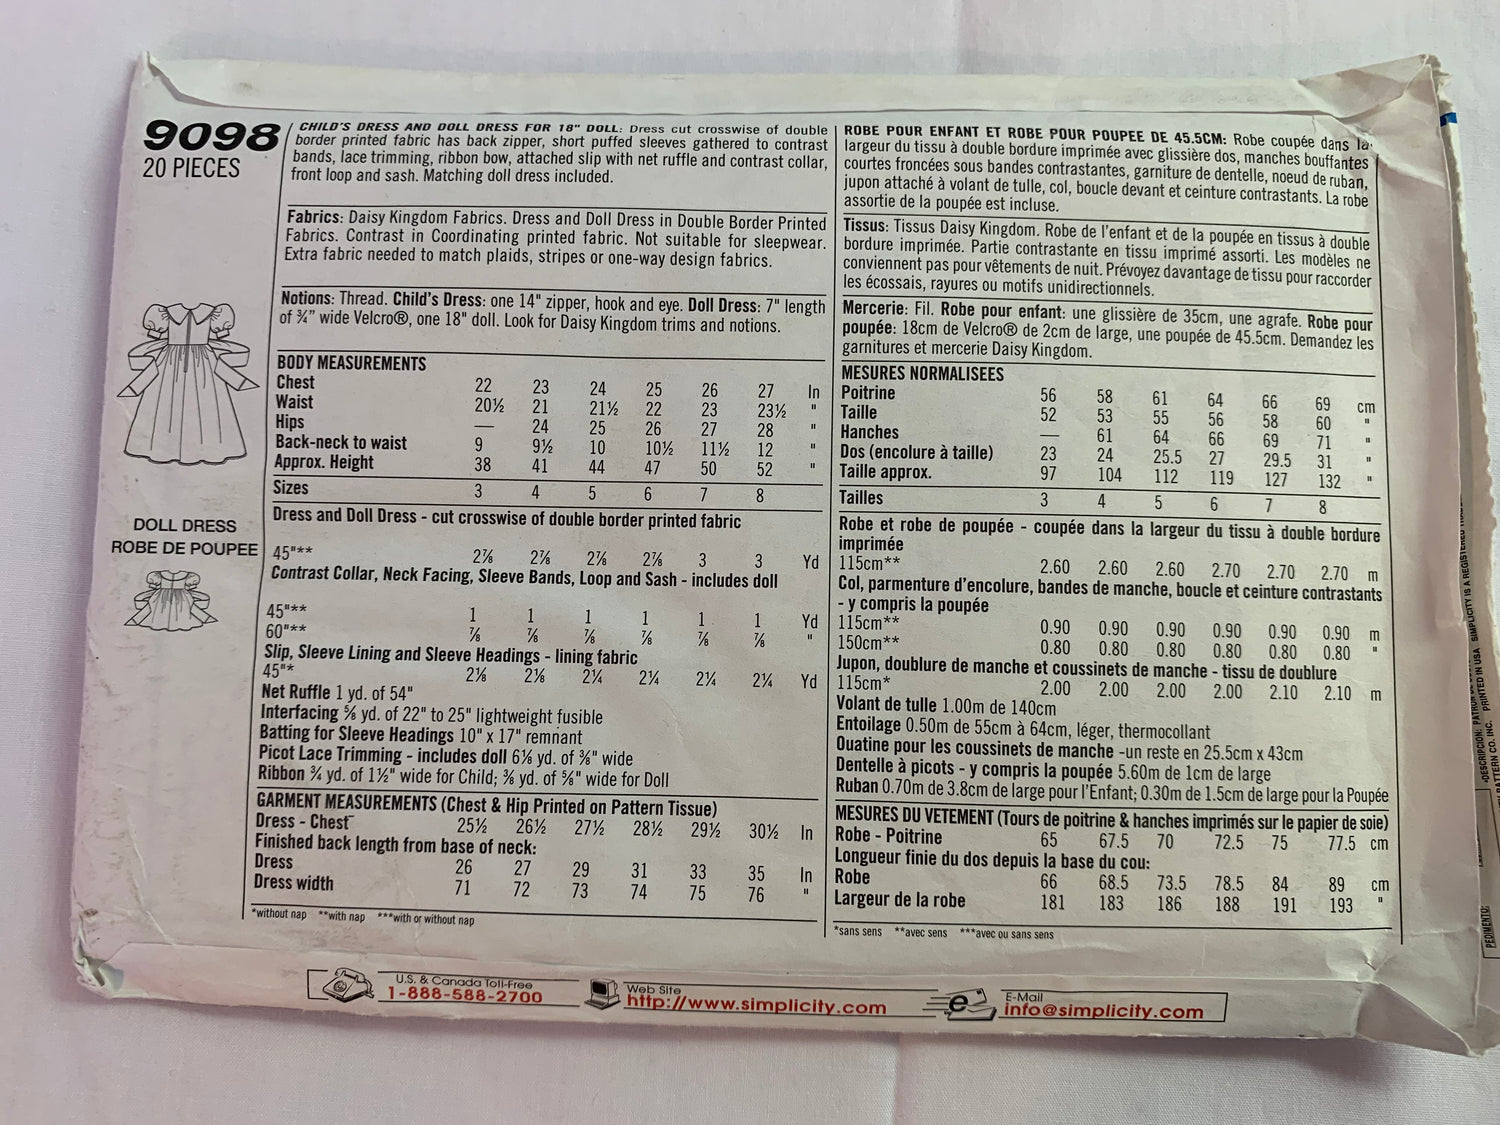 9098
20 PIECES
CHILD'S DRESS AND DOLL DRESS FOR 18" DOLL: Dress cut crosswise of double
border printed fabric has back zipper, short puffed sleeves gathered to contrast
bands, lace trimming, ribbon bow, attached slip with net ruffle and contrast collar,
front loop and sash. Matching doll dress included.
Fabrics: Daisy Kingdom Fabrics. Dress and Doll Dress in Double Border Printed
Fabrics. Contrast in Coordinating printed fabric. Not suitable for sleepwear.
Extra fabric needed to match plaids, stripes or one-way design fabrics.
Notions: Thread. Child's Dress: one 14" zipper, hook and eye. Doll Dress: 7" length
of ¾" wide Velcro®, one 18" doll. Look for Daisy Kingdom trims and notions.
BODY MEASUREMENTS
Chest 22 23 24 25 26 27 In
Waist 20½ 21 21½ 22 23 23½ "
Hips — 24 25 26 27 28 "
Back-neck to waist 9 9½ 10 10½ 11½ 12 "
Approx. Height 38 41 44 47 50 52 "
Sizes 3 4 5 6 7 8
Dress and Doll Dress - cut crosswise of double border printed fabric
45"** 2⅞ 2⅞ 2⅞ 2⅞ 3 3 Yd
Contrast Collar, Neck Facing, Sleeve Bands, Loop and Sash - includes doll
45"** 1 1 1 1 1 1 Yd
60"** ⅞ ⅞ ⅞ ⅞ ⅞ ⅞ "
Slip, Sleeve Lining and Sleeve Headings - lining fabric
45"* 2⅛ 2⅛ 2¼ 2¼ 2¼ 2¼ Yd
Net Ruffle 1 yd. of 54"
Interfacing ⅝ yd. of 22" to 25" lightweight fusible
Batting for Sleeve Headings 10" x 17" remnant
Picot Lace Trimming - includes doll 6⅛ yd. of ⅜" wide
Ribbon ¾ yd. of 1½" wide for Child; ⅜ yd. of ⅝" wide for Doll
GARMENT MEASUREMENTS (Chest & Hip Printed on Pattern Tissue)
Dress - Chest 25½ 26½ 27½ 28½ 29½ 30½ In
Finished back length from base of neck:
Dress 26 27 29 31 33 35 In
Dress width 71 72 73 74 75 76 "
*without nap **with nap ***with or without nap
DOLL DRESS
ROBE DE POUPEE
ROBE POUR ENFANT ET ROBE POUR POUPEE DE 45.5CM: Robe coupée dans la
largeur du tissu à double bordure imprimée avec glissière dos, manches bouffantes
courtes froncées sous bandes contrastantes, garniture de dentelle, noeud de ruban,
jupon attaché à volant de tulle, col, boucle devant et ceinture contrastants. La robe
assortie de la poupée est incluse.
Tissus: Tissus Daisy Kingdom. Robe de l'enfant et de la poupée en tissus à double
bordure imprimée. Partie contrastante en tissu imprimé assorti. Les modèles ne
conviennent pas pour vêtements de nuit. Prévoyez davantage de tissu pour raccorder
les écossais, rayures ou motifs unidirectionnels.
Mercerie: Fil. Robe pour enfant: une glissière de 35cm, une agrafe. Robe pour
poupée: 18cm de Velcro® de 2cm de large, une poupée de 45.5cm. Demandez les
garnitures et mercerie Daisy Kingdom.
MESURES NORMALISEES
Poitrine 56 58 61 64 66 69 cm
Taille 52 53 55 56 58 60 "
Hanches — 61 64 66 69 71 "
Dos (encolure à taille) 23 24 25.5 27 29.5 31 "
Taille approx. 97 104 112 119 127 132 "
Tailles 3 4 5 6 7 8
Robe et robe de poupée - coupée dans la largeur du tissu à double bordure
imprimée
115cm** 2.60 2.60 2.60 2.70 2.70 2.70 m
Col, parmenture d'encolure, bandes de manche, boucle et ceinture contrastants
- y compris la poupée
115cm** 0.90 0.90 0.90 0.90 0.90 0.90 m
150cm** 0.80 0.80 0.80 0.80 0.80 0.80 "
Jupon, doublure de manche et coussinets de manche - tissu de doublure
115cm* 2.00 2.00 2.00 2.00 2.10 2.10 m
Volant de tulle 1.00m de 140cm
Entoilage 0.50m de 55cm à 64cm, léger, thermocollant
Ouatine pour les coussinets de manche -un reste en 25.5cm x 43cm
Dentelle à picots - y compris la poupée 5.60m de 1cm de large
Ruban 0.70m de 3.8cm de large pour l'Enfant; 0.30m de 1.5cm de large pour la Poupée
MESURES DU VETEMENT (Tours de poitrine & hanches imprimés sur le papier de soie)
Robe - Poitrine 65 67.5 70 72.5 75 77.5 cm
Longueur finie du dos depuis la base du cou:
Robe 66 68.5 73.5 78.5 84 89 cm
Largeur de la robe 181 183 186 188 191 193 "
*sans sens **avec sens ***avec ou sans sens
U.S. & Canada Toll-Free
1-888-588-2700
Web Site
http://www.simplicity.com
E-Mail
info@simplicity.com
PRINTED IN USA SIMPLICITY IS A REGISTERED
PATTERN CO. INC.
PEDIMENTO: